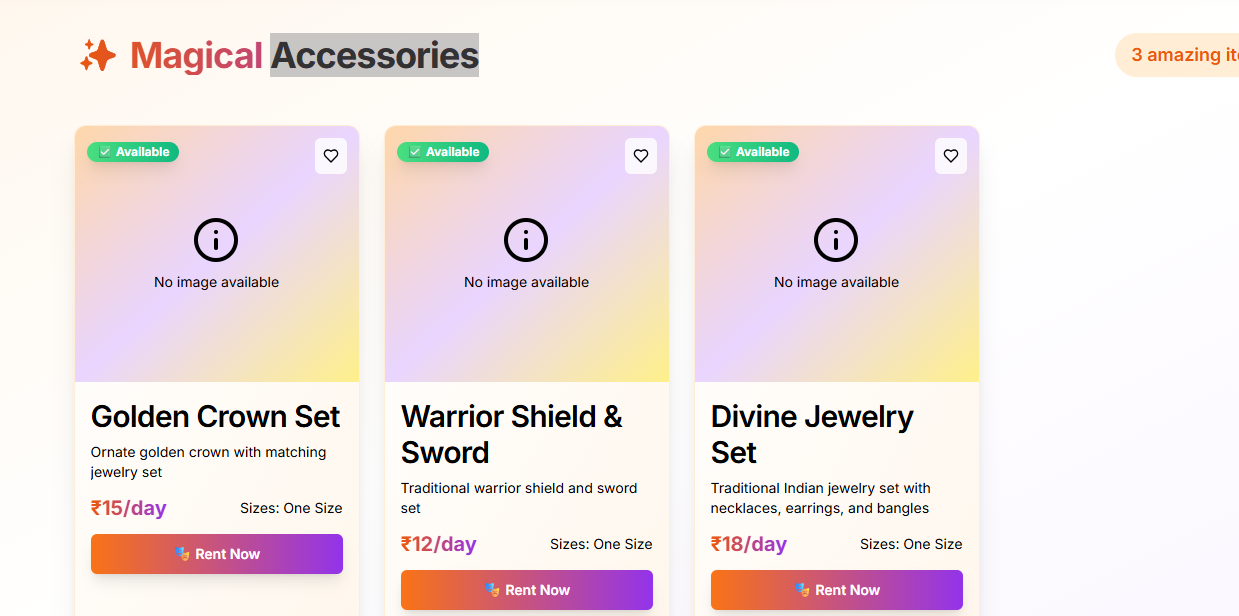 ✨ Magical Accessories
3 amazing
✅ Available
✅ Available
✅ Available
No image available
No image available
No image available
Golden Crown Set
Ornate golden crown with matching
jewelry set
₹15/day
Sizes: One Size
🎭 Rent Now
Warrior Shield &
Sword
Traditional warrior shield and sword
set
₹12/day
Sizes: One Size
🎭 Rent Now
Divine Jewelry
Set
Traditional Indian jewelry set with
necklaces, earrings, and bangles
₹18/day
Sizes: One Size
🎭 Rent Now